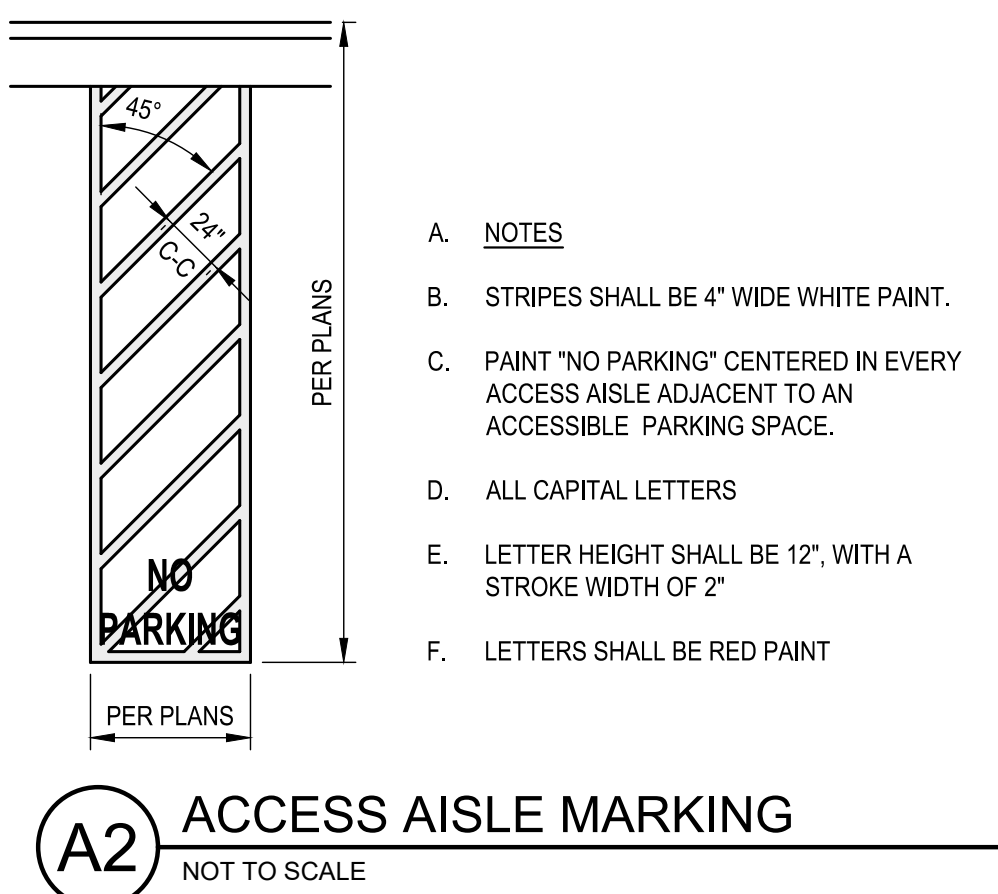 45°
24"
C-C
PER PLANS
NO
PARKING
PER PLANS
A. NOTES
B. STRIPES SHALL BE 4" WIDE WHITE PAINT.
C. PAINT "NO PARKING" CENTERED IN EVERY
ACCESS AISLE ADJACENT TO AN
ACCESSIBLE PARKING SPACE.
D. ALL CAPITAL LETTERS
E. LETTER HEIGHT SHALL BE 12", WITH A
STROKE WIDTH OF 2"
F. LETTERS SHALL BE RED PAINT
A2
ACCESS AISLE MARKING
NOT TO SCALE